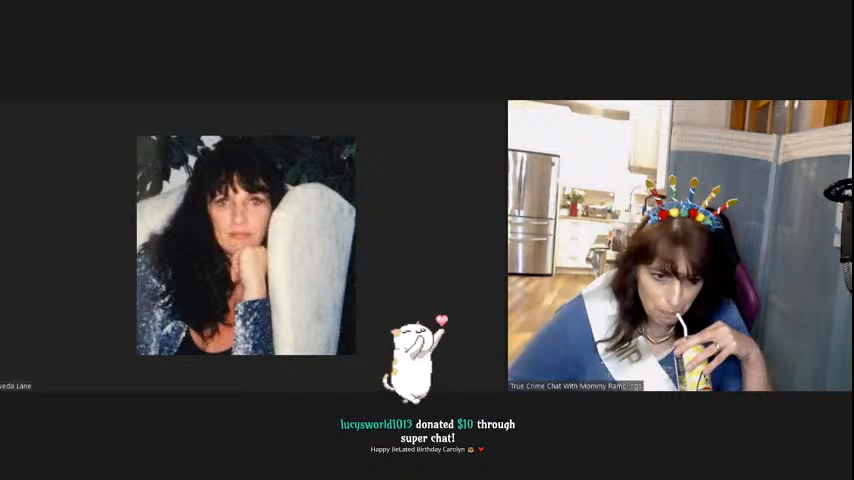 veda Lane
True Crime Chat With Mommy Ramblings
lucysworld1013 donated $10 through
super chat!
Happy BeLated Birthday Carolyn